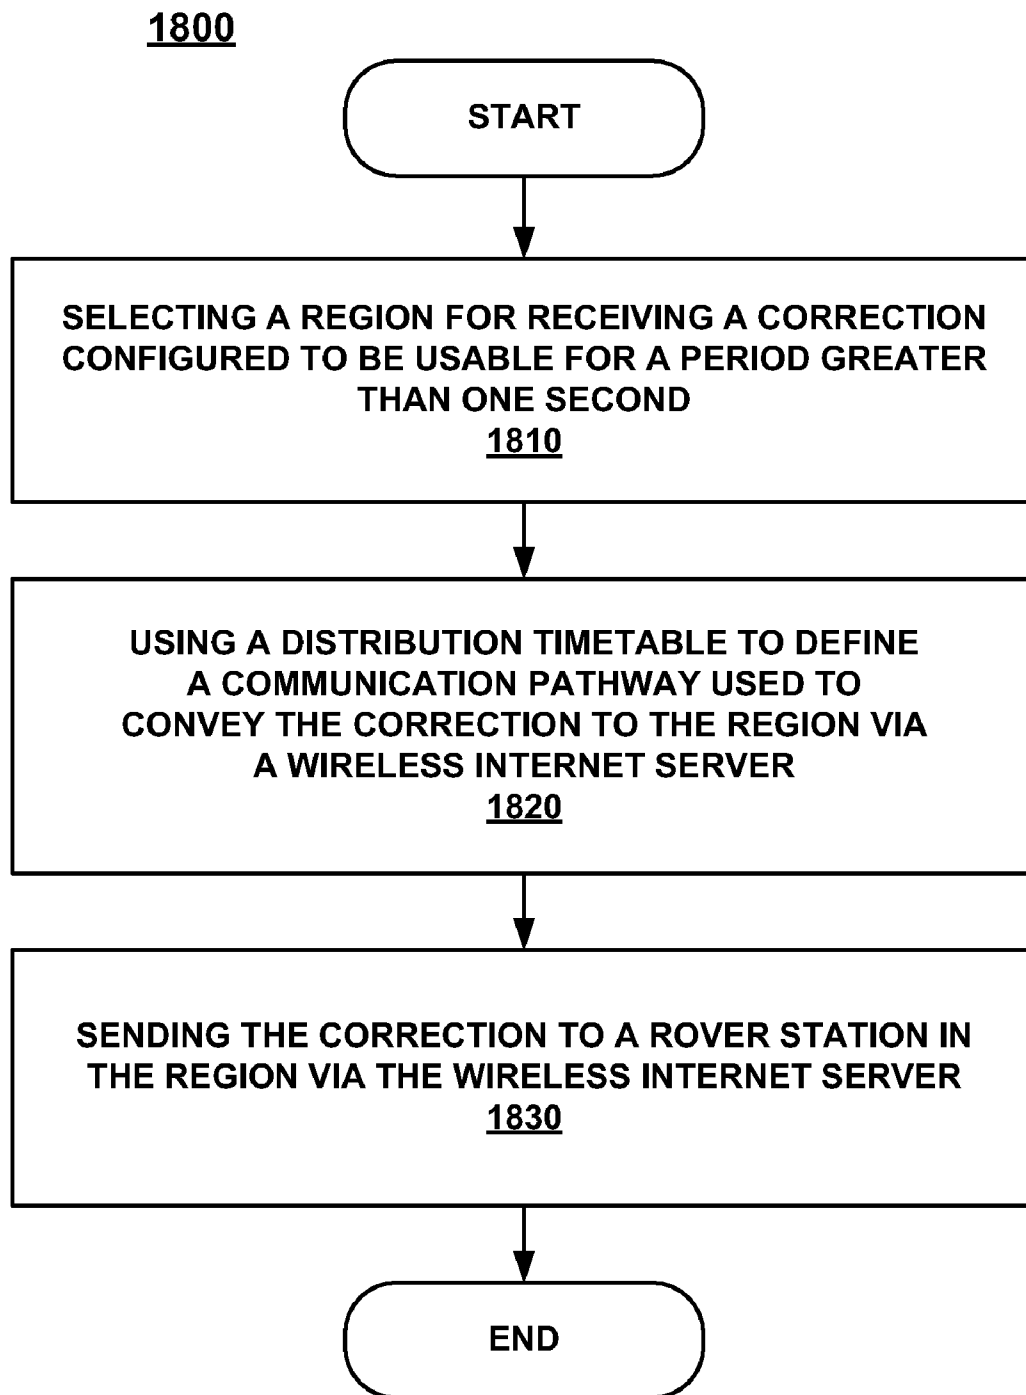 1800
START
SELECTING A REGION FOR RECEIVING A CORRECTION
CONFIGURED TO BE USABLE FOR A PERIOD GREATER
THAN ONE SECOND
1810
USING A DISTRIBUTION TIMETABLE TO DEFINE
A COMMUNICATION PATHWAY USED TO
CONVEY THE CORRECTION TO THE REGION VIA
A WIRELESS INTERNET SERVER
1820
SENDING THE CORRECTION TO A ROVER STATION IN
THE REGION VIA THE WIRELESS INTERNET SERVER
1830
END